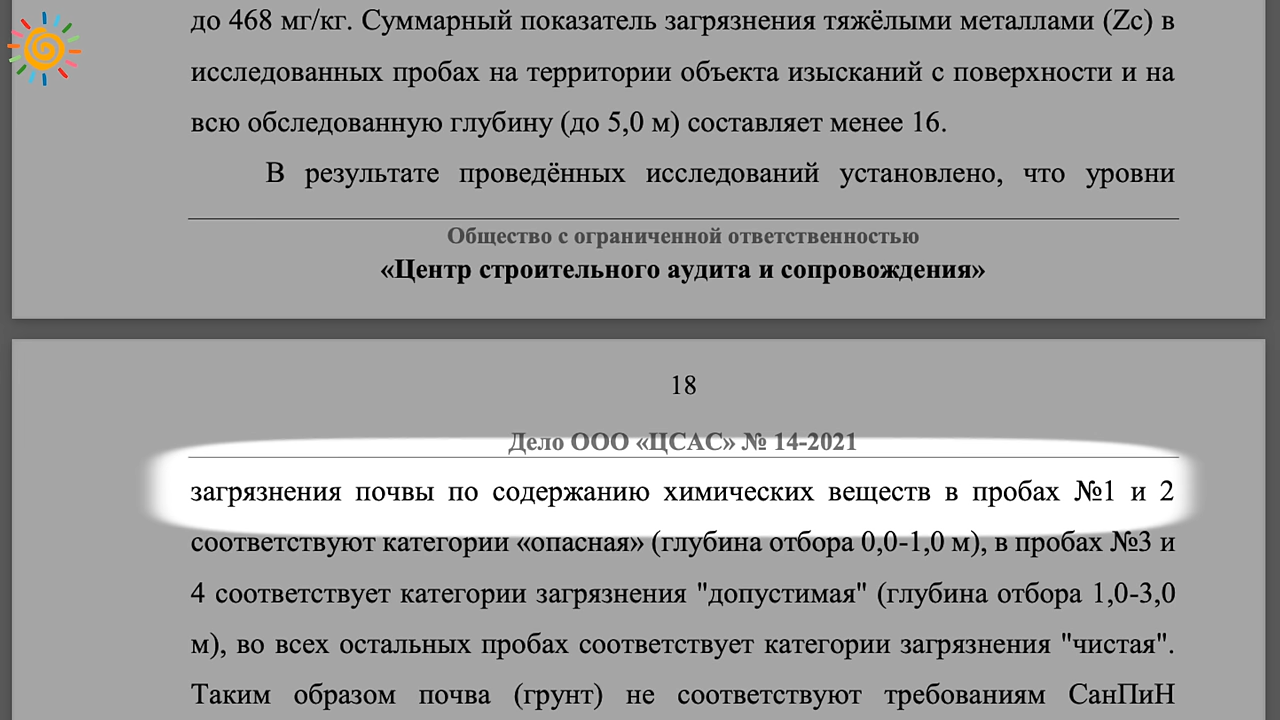 до 468 мг/кг. Суммарный показатель загрязнения тяжёлыми металлами (Zc) в
исследованных пробах на территории объекта изысканий с поверхности и на
всю обследованную глубину (до 5,0 м) составляет менее 16.
В результате проведённых исследований установлено, что уровни
Общество с ограниченной ответственностью
«Центр строительного аудита и сопровождения»
18
Дело ООО «ЦСАС» № 14-2021
загрязнения почвы по содержанию химических веществ в пробах №1 и 2
соответствуют категории «опасная» (глубина отбора 0,0-1,0 м), в пробах №3 и
4 соответствует категории загрязнения "допустимая" (глубина отбора 1,0-3,0
м), во всех остальных пробах соответствует категории загрязнения "чистая".
Таким образом почва (грунт) не соответствуют требованиям СанПиН